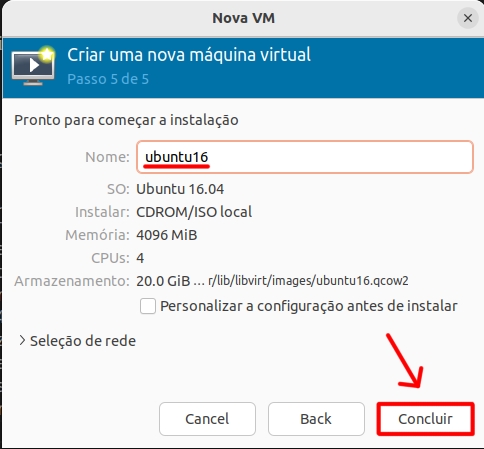 Nova VM
Criar uma nova máquina virtual
Passo 5 de 5
Pronto para começar a instalação
Nome: ubuntu16
SO: Ubuntu 16.04
Instalar: CDROM/ISO local
Memória: 4096 MiB
CPUs: 4
Armazenamento: 20.0 GiB ... r/lib/libvirt/images/ubuntu16.qcow2
Personalizar a configuração antes de instalar
Seleção de rede
Cancel Back Concluir